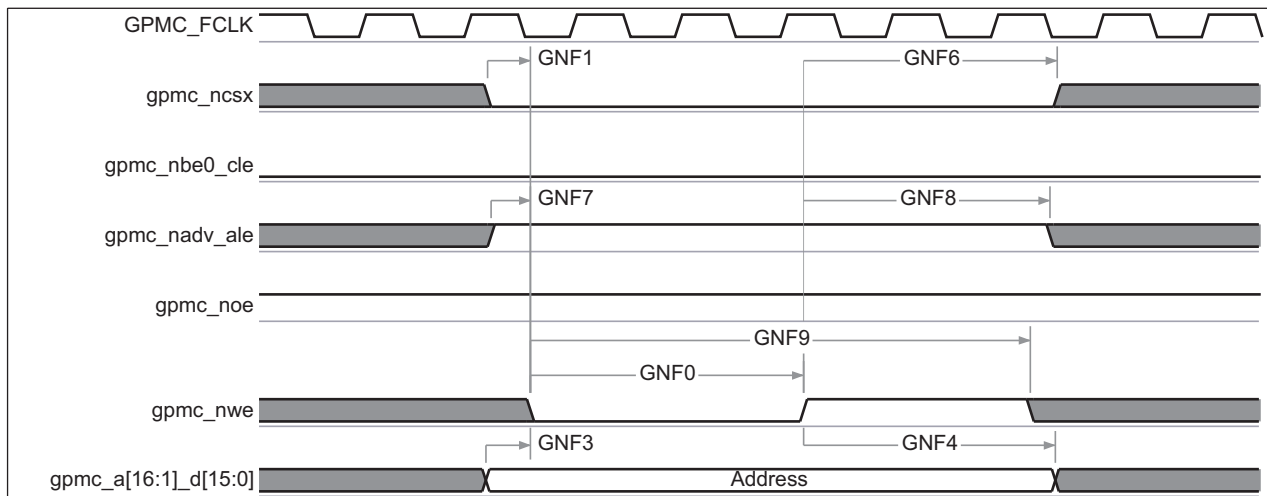 GPMC_FCLK
GNF1
GNF6
gpmc_ncsx
gpmc_nbe0_cle
GNF7
GNF8
gpmc_nadv_ale
gpmc_noe
GNF9
GNF0
gpmc_nwe
GNF3
GNF4
gpmc_a[16:1]_d[15:0]
Address